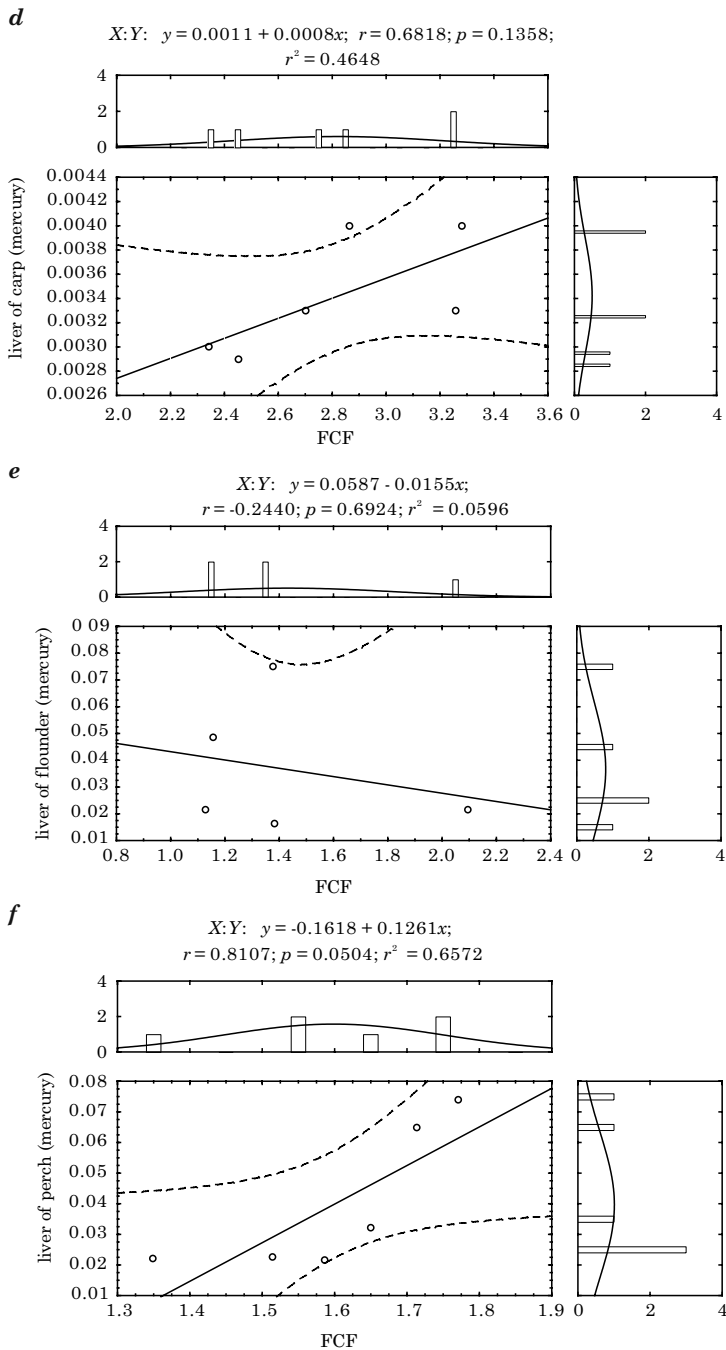 d
X:Y: y = 0.0011 + 0.0008x; r = 0.6818; p = 0.1358;
r² = 0.4648
4
2
0
liver of carp (mercury)
0.0044
0.0042
0.0040
0.0038
0.0036
0.0034
0.0032
0.0030
0.0028
0.0026
2.0 2.2 2.4 2.6 2.8 3.0 3.2 3.4 3.6
FCF
0 2 4
e
X:Y: y = 0.0587 - 0.0155x;
r = -0.2440; p = 0.6924; r² = 0.0596
4
2
0
liver of flounder (mercury)
0 09
0.08
0.07
0.06
0.05
0.04
0.03
0.02
0.01
0.8 1.0 1.2 1.4 1.6 1.8 2.0 2.2 2.4
FCF
0 2 4
f
X:Y: y = -0.1618 + 0.1261x;
r = 0.8107; p = 0.0504; r² = 0.6572
4
2
0
liver of perch (mercury)
0.08
0.07
0.06
0.05
0.04
0.03
0.02
0.01
1.3 1.4 1.5 1.6 1.7 1.8 1.9
FCF
0 2 4